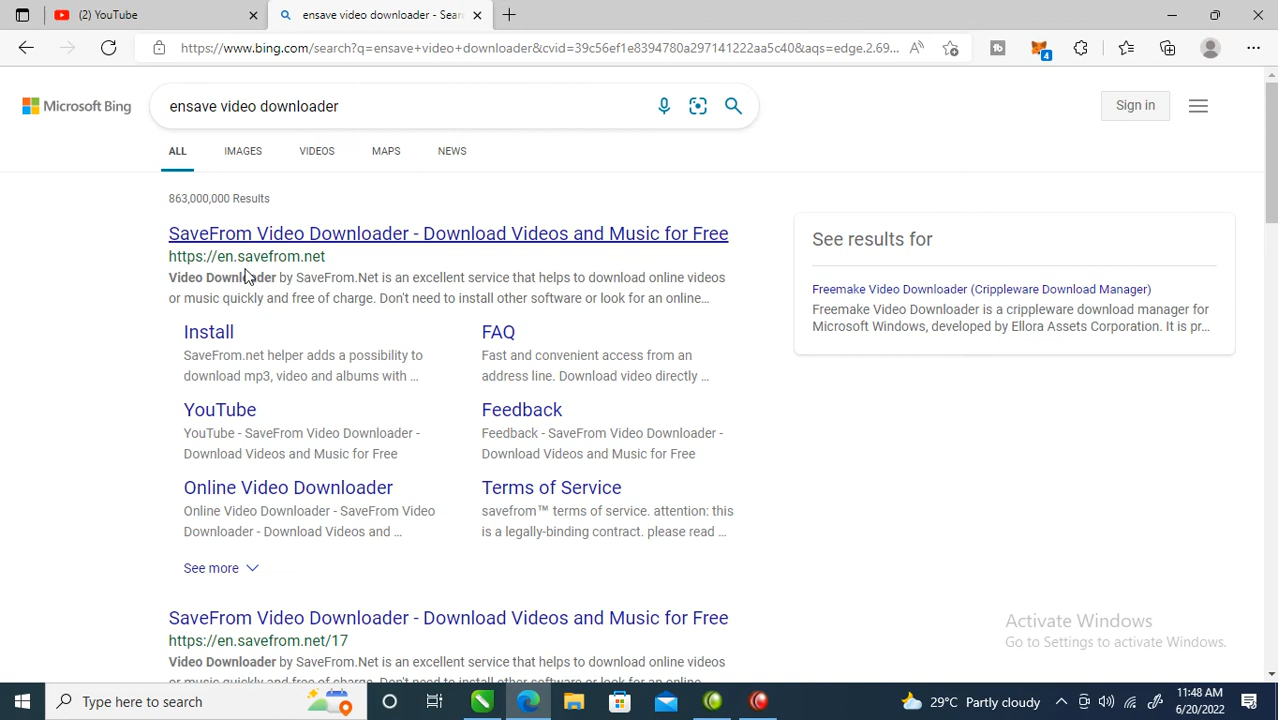 (2) YouTube
ensave video downloader - Sear
https://www.bing.com/search?q=ensave+video+downloader&cvid=39c56ef1e8394780a297141222aa5c40&aqs=edge.2.69...
4
Microsoft Bing
ensave video downloader
Sign in
ALL
IMAGES
VIDEOS
MAPS
NEWS
863,000,000 Results
SaveFrom Video Downloader - Download Videos and Music for Free
https://en.savefrom.net
Video Downloader by SaveFrom.Net is an excellent service that helps to download online videos
or music quickly and free of charge. Don't need to install other software or look for an online...
Install
SaveFrom.net helper adds a possibility to
download mp3, video and albums with ...
FAQ
Fast and convenient access from an
address line. Download video directly ...
YouTube
YouTube - SaveFrom Video Downloader -
Download Videos and Music for Free
Feedback
Feedback - SaveFrom Video Downloader -
Download Videos and Music for Free
Online Video Downloader
Online Video Downloader - SaveFrom Video
Downloader - Download Videos and ...
Terms of Service
savefrom™ terms of service. attention: this
is a legally-binding contract. please read ...
See more
SaveFrom Video Downloader - Download Videos and Music for Free
https://en.savefrom.net/17
Video Downloader by SaveFrom.Net is an excellent service that helps to download online videos
See results for
Freemake Video Downloader (Crippleware Download Manager)
Freemake Video Downloader is a crippleware download manager for
Microsoft Windows, developed by Ellora Assets Corporation. It is pr...
Activate Windows
Go to Settings to activate Windows.
Type here to search
29°C Partly cloudy
11:48 AM
6/20/2022